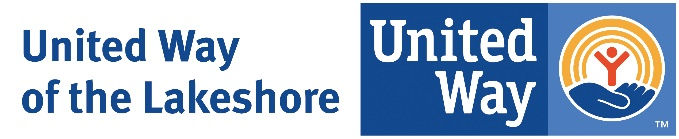 United Way
of the Lakeshore
United
Way
TM